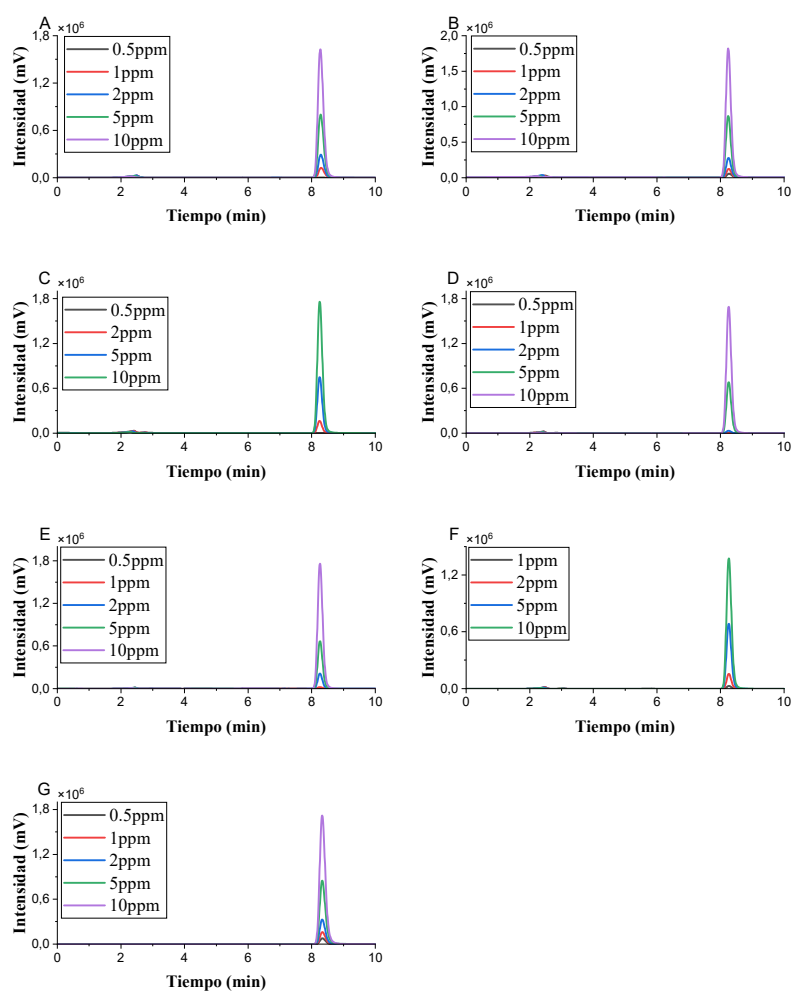 A
×10⁶
Intensidad (mV)
1,8
1,2
0,6
0,0
0.5ppm
1ppm
2ppm
5ppm
10ppm
0 2 4 6 8 10
Tiempo (min)
B
×10⁶
Intensidad (mV)
2,0
1,5
1,0
0,5
0,0
0.5ppm
1ppm
2ppm
5ppm
10ppm
0 2 4 6 8 10
Tiempo (min)
C
×10⁶
Intensidad (mV)
1,8
1,2
0,6
0,0
0.5ppm
2ppm
5ppm
10ppm
0 2 4 6 8 10
Tiempo (min)
D
×10⁶
Intensidad (mV)
1,8
1,2
0,6
0,0
0.5ppm
1ppm
2ppm
5ppm
10ppm
0 2 4 6 8 10
Tiempo (min)
E
×10⁶
Intensidad (mV)
1,8
1,2
0,6
0,0
0.5ppm
1ppm
2ppm
5ppm
10ppm
0 2 4 6 8 10
Tiempo (min)
F
×10⁶
Intensidad (mV)
1,2
0,6
0,0
1ppm
2ppm
5ppm
10ppm
0 2 4 6 8 10
Tiempo (min)
G
×10⁶
Intensidad (mV)
1,8
1,2
0,6
0,0
0.5ppm
1ppm
2ppm
5ppm
10ppm
0 2 4 6 8 10
Tiempo (min)